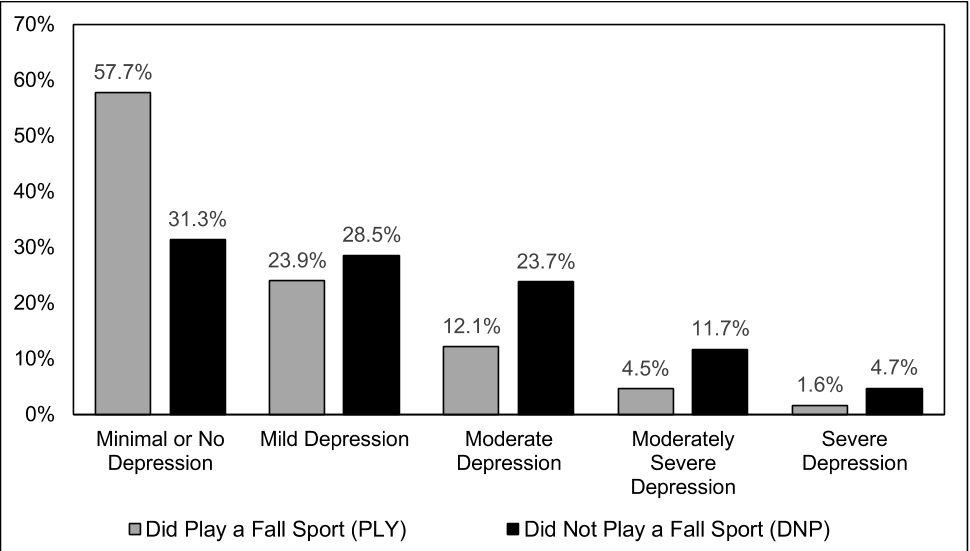 70%
60%
50%
40%
30%
20%
10%
0%
57.7%
31.3%
23.9%
28.5%
12.1%
23.7%
4.5%
11.7%
1.6%
4.7%
Minimal or No
Depression
Mild Depression
Moderate
Depression
Moderately
Severe
Depression
Severe
Depression
Did Play a Fall Sport (PLY)
Did Not Play a Fall Sport (DNP)